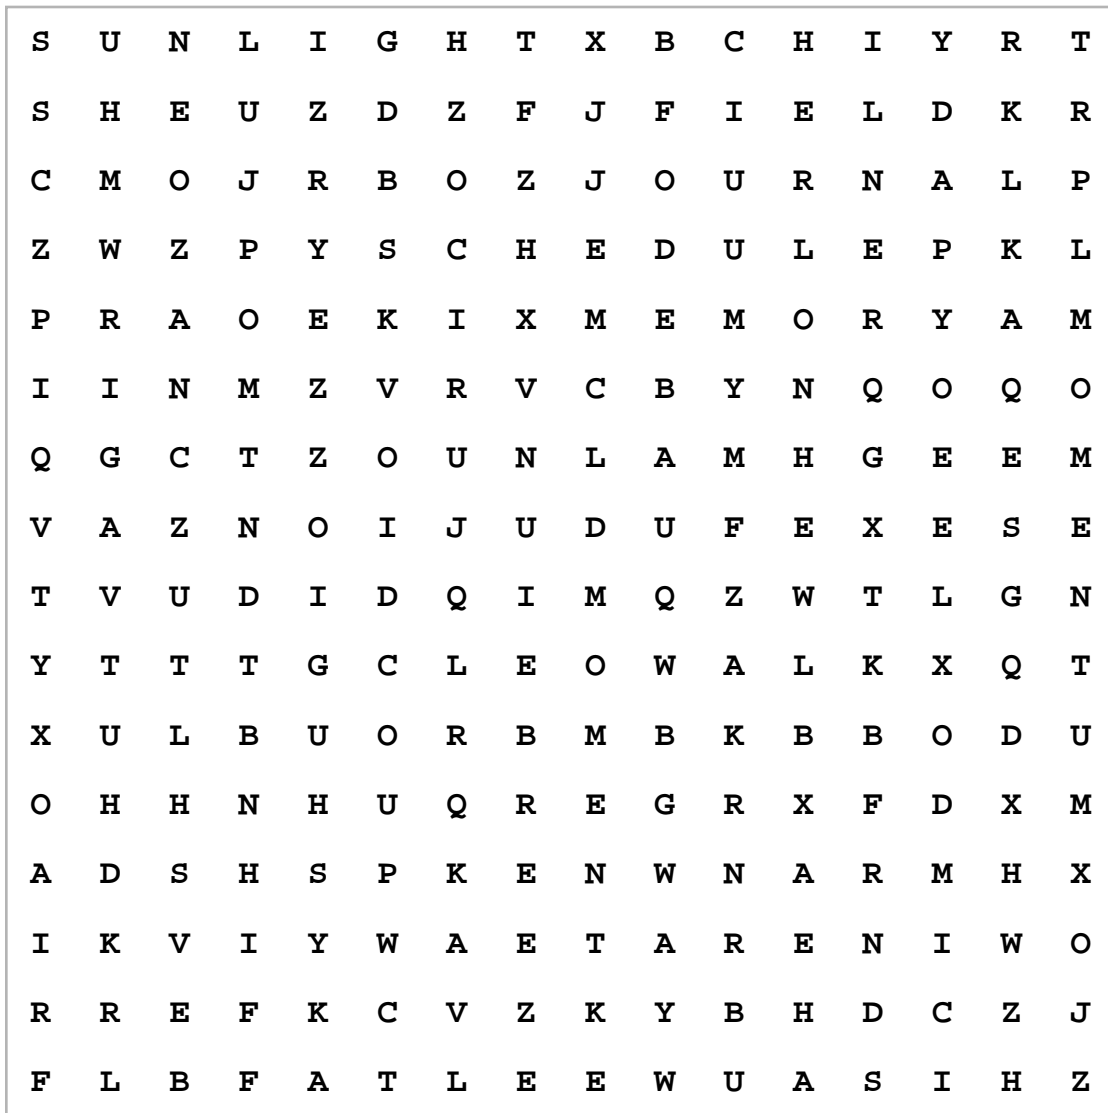 S U N L I G H T X B C H I Y R T
S H E U Z D Z F J F I E L D K R
C M O J R B O Z J O U R N A L P
Z W Z P Y S C H E D U L E P K L
P R A O E K I X M E M O R Y A M
I I N M Z V R V C B Y N Q O Q O
Q G C T Z O U N L A M H G E E M
V A Z N O I J U D U F E X E S E
T V U D I D Q I M Q Z W T L G N
Y T T T G C L E O W A L K X Q T
X U L B U O R B M B K B B O D U
O H H N H U Q R E G R X F D X M
A D S H S P K E N W N A R M H X
I K V I Y W A E T A R E N I W O
R R E F K C V Z K Y B H D C Z J
F L B F A T L E E W U A S I H Z